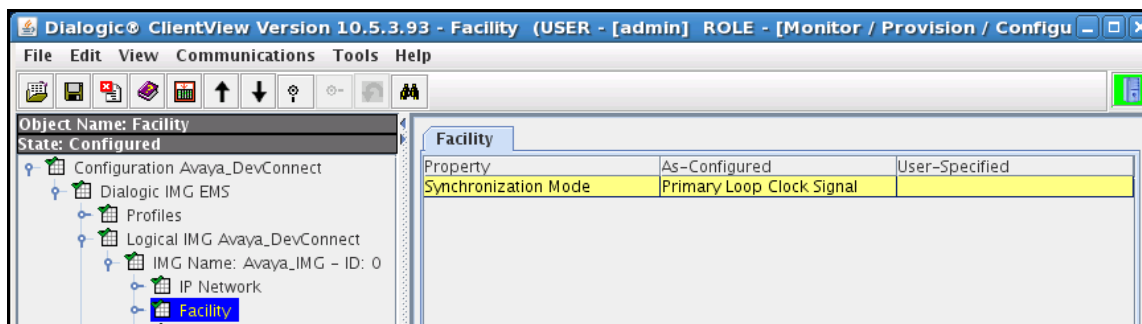 Dialogic® ClientView Version 10.5.3.93 - Facility (USER - [admin] ROLE - [Monitor / Provision / Configu
File Edit View Communications Tools Help
Object Name: Facility
State: Configured
Configuration Avaya_DevConnect
Dialogic IMG EMS
Profiles
Logical IMG Avaya_DevConnect
IMG Name: Avaya_IMG - ID: 0
IP Network
Facility
Facility
Property As-Configured User-Specified
Synchronization Mode Primary Loop Clock Signal